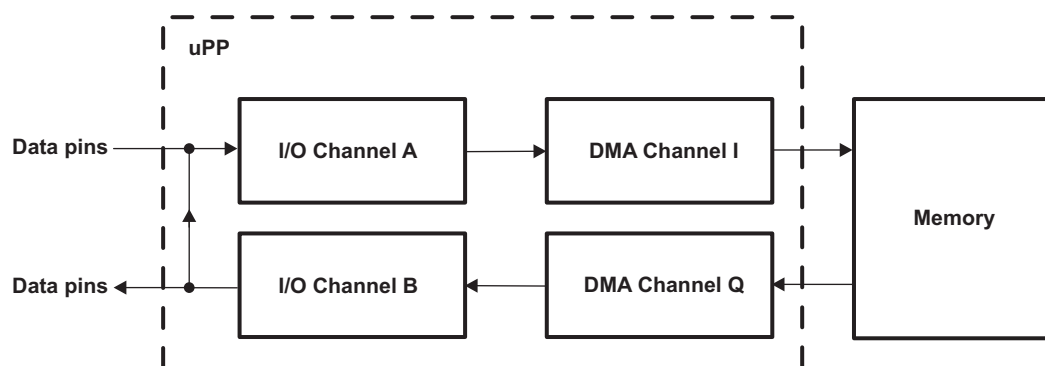 uPP
Data pins
I/O Channel A
DMA Channel I
Memory
Data pins
I/O Channel B
DMA Channel Q